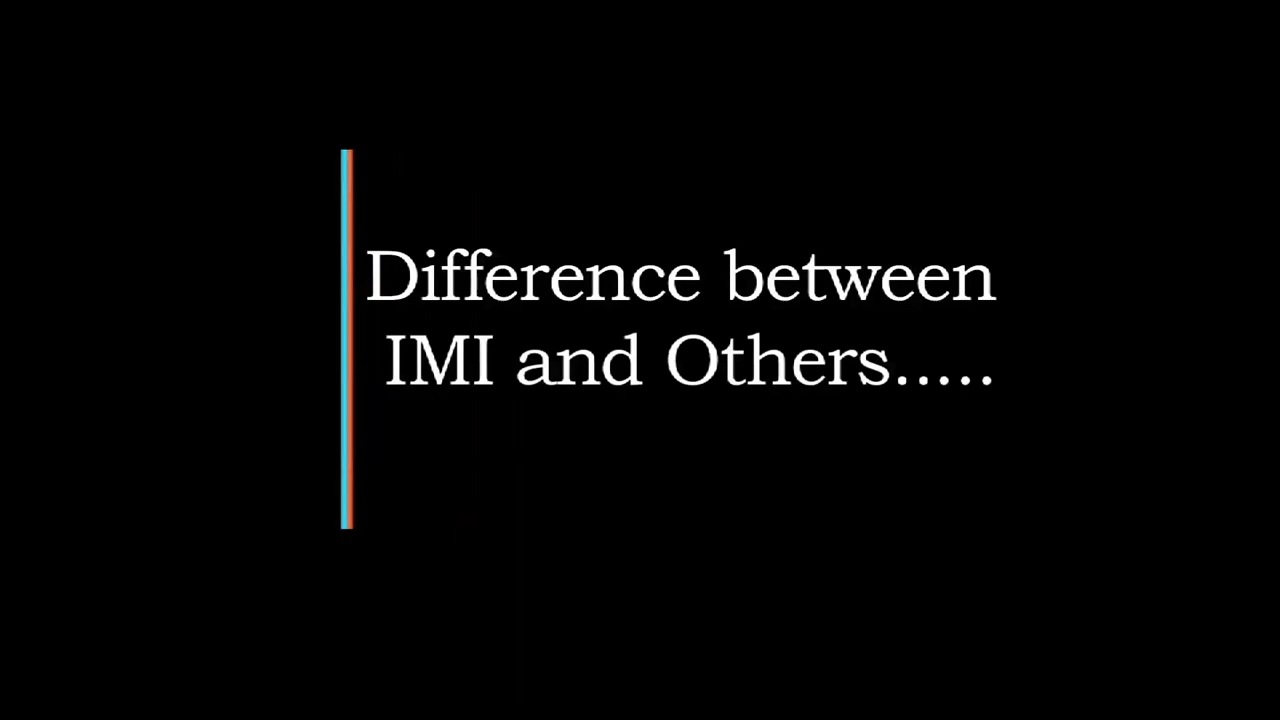 Difference between
IMI and Others.....